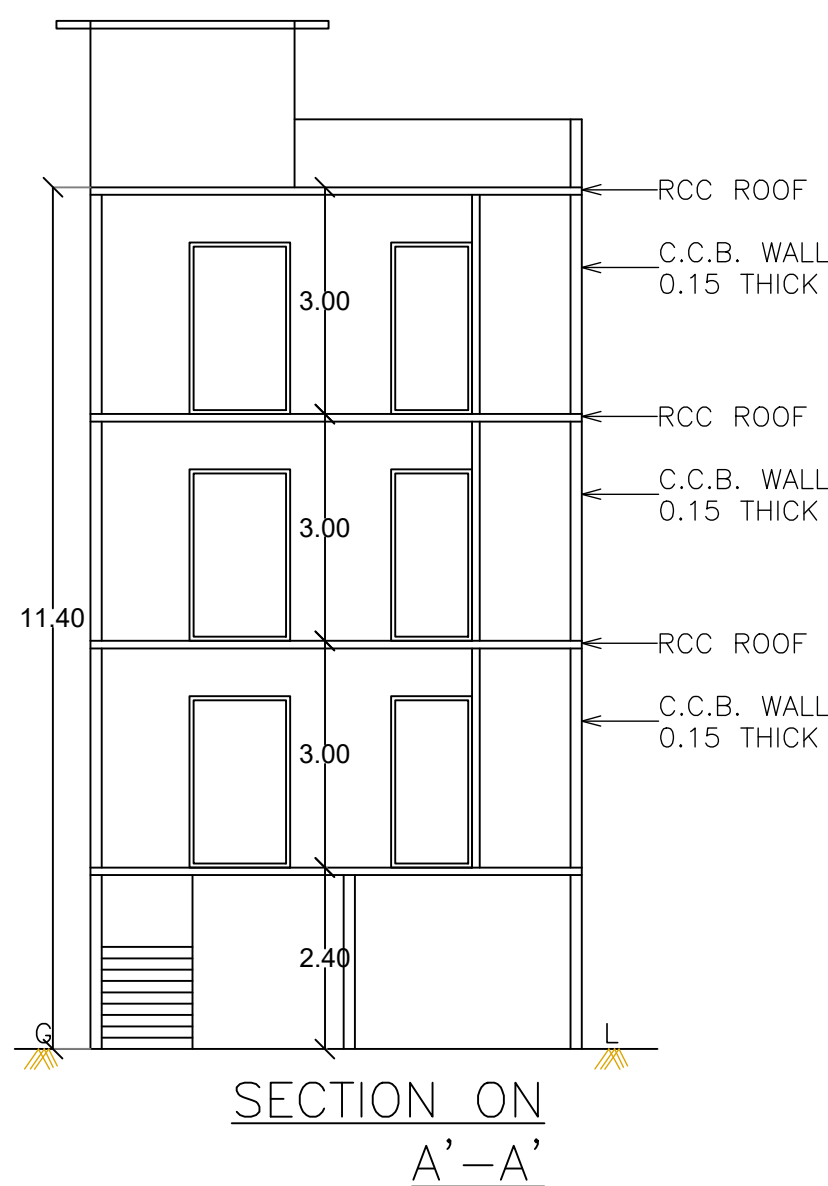 RCC ROOF
C.C.B. WALL
0.15 THICK
3.00
RCC ROOF
C.C.B. WALL
0.15 THICK
3.00
11.40
RCC ROOF
C.C.B. WALL
0.15 THICK
3.00
2.40
G
L
SECTION ON
A'-A'